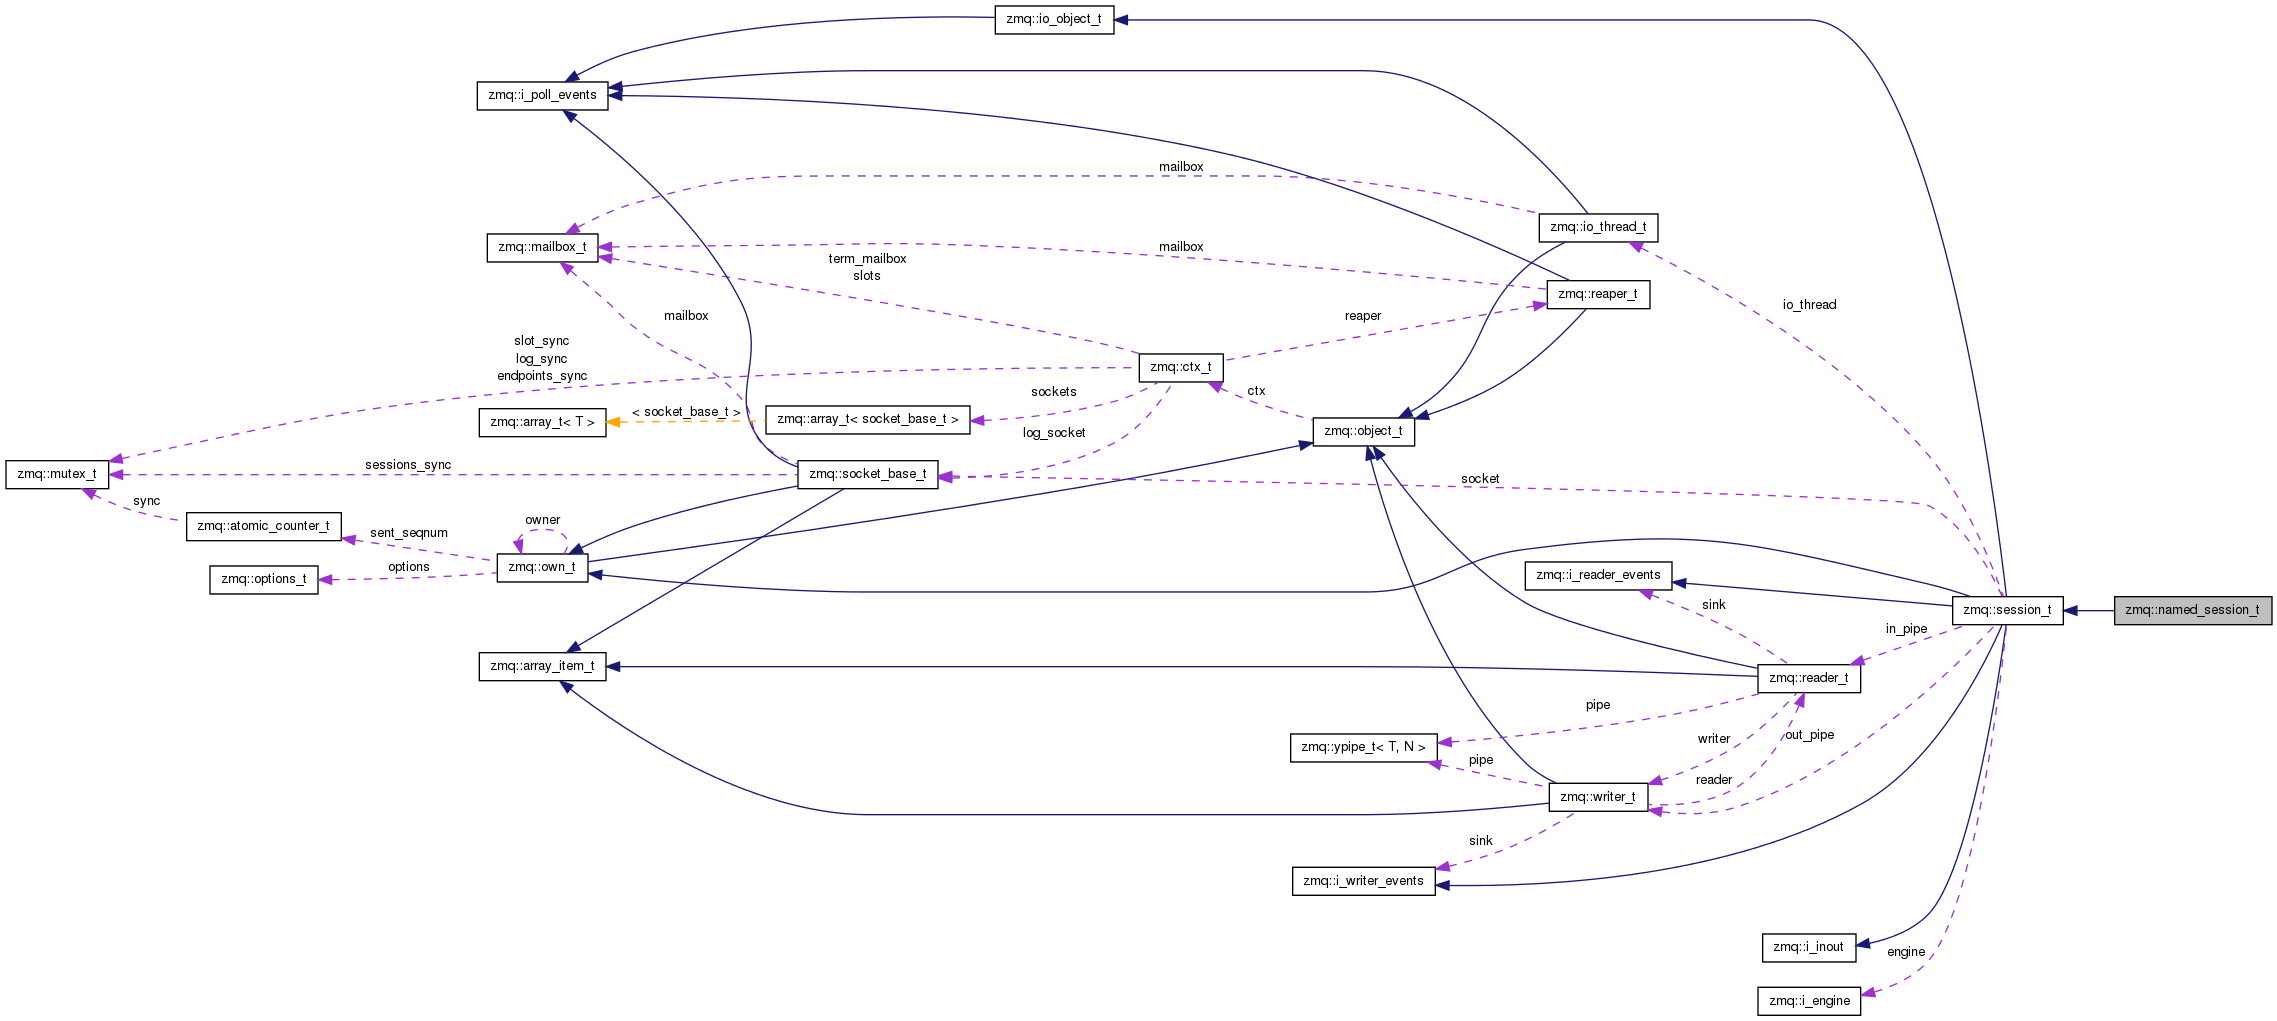 zmq::io_object_t
zmq::i_poll_events
mailbox
zmq::io_thread_t
zmq::mailbox_t
mailbox
term_mailbox
slots
zmq::reaper_t
io_thread
mailbox
reaper
slot_sync
log_sync
endpoints_sync
zmq::ctx_t
sockets
ctx
zmq::array_t< T >
< socket_base_t >
zmq::array_t< socket_base_t >
log_socket
zmq::object_t
zmq::mutex_t
sessions_sync
zmq::socket_base_t
socket
sync
zmq::atomic_counter_t
sent_seqnum
owner
options
zmq::own_t
zmq::options_t
zmq::i_reader_events
sink
zmq::session_t
zmq::named_session_t
in_pipe
zmq::array_item_t
zmq::reader_t
pipe
zmq::ypipe_t< T, N >
writer
out_pipe
pipe
reader
zmq::writer_t
sink
zmq::i_writer_events
zmq::i_inout
engine
zmq::i_engine